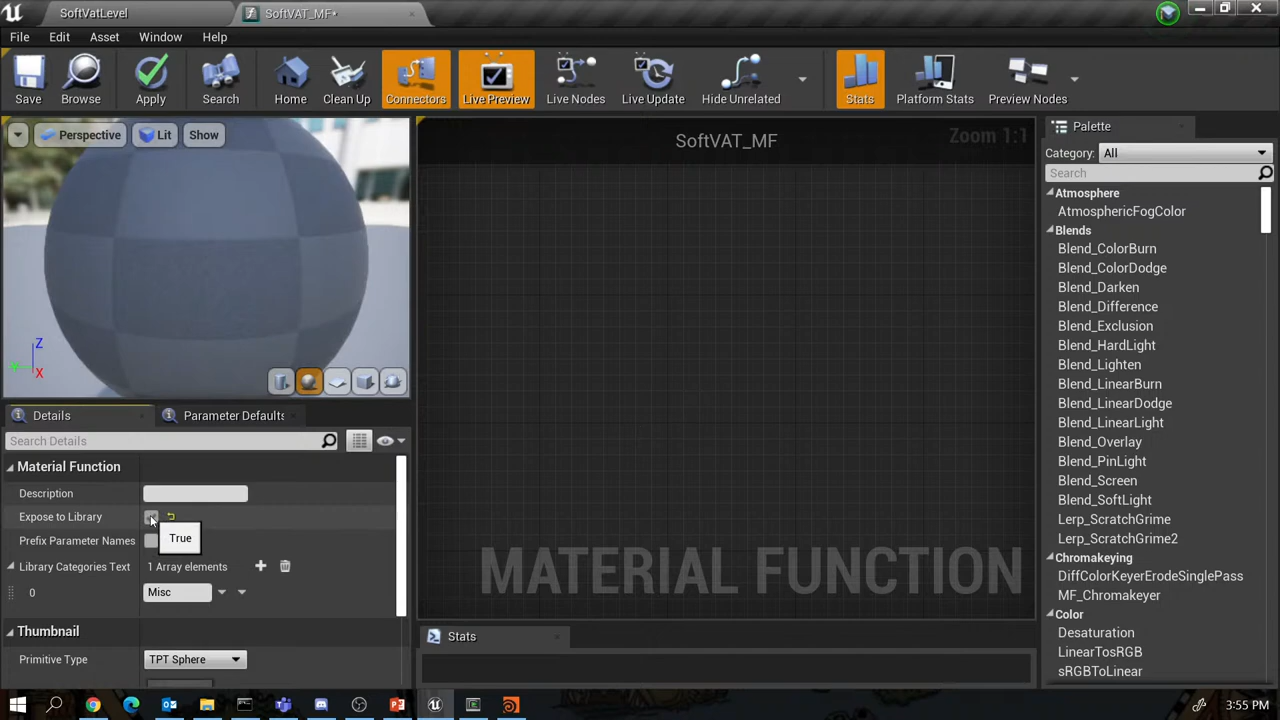 SoftVatLevel
SoftVAT_MF•
File
Edit
Asset
Window
Help
Save
Browse
Apply
Search
Home
Clean Up
Connectors
Live Preview
Live Nodes
Live Update
Hide Unrelated
Stats
Platform Stats
Preview Nodes
Perspective
Lit
Show
Z
X
SoftVAT_MF
Zoom 1:1
MATERIAL FUNCTION
Palette
Category:
All
Search
Atmosphere
AtmosphericFogColor
Blends
Blend_ColorBurn
Blend_ColorDodge
Blend_Darken
Blend_Difference
Blend_Exclusion
Blend_HardLight
Blend_Lighten
Blend_LinearBurn
Blend_LinearDodge
Blend_LinearLight
Blend_Overlay
Blend_PinLight
Blend_Screen
Blend_SoftLight
Lerp_ScratchGrime
Lerp_ScratchGrime2
Chromakeying
DiffColorKeyerErodeSinglePass
MF_Chromakeyer
Color
Desaturation
LinearTosRGB
sRGBToLinear
Details
Parameter Defaults
Search Details
Material Function
Description
Expose to Library
True
Prefix Parameter Names
Library Categories Text
1 Array elements
0
Misc
Thumbnail
Primitive Type
TPT Sphere
Stats
3:55 PM